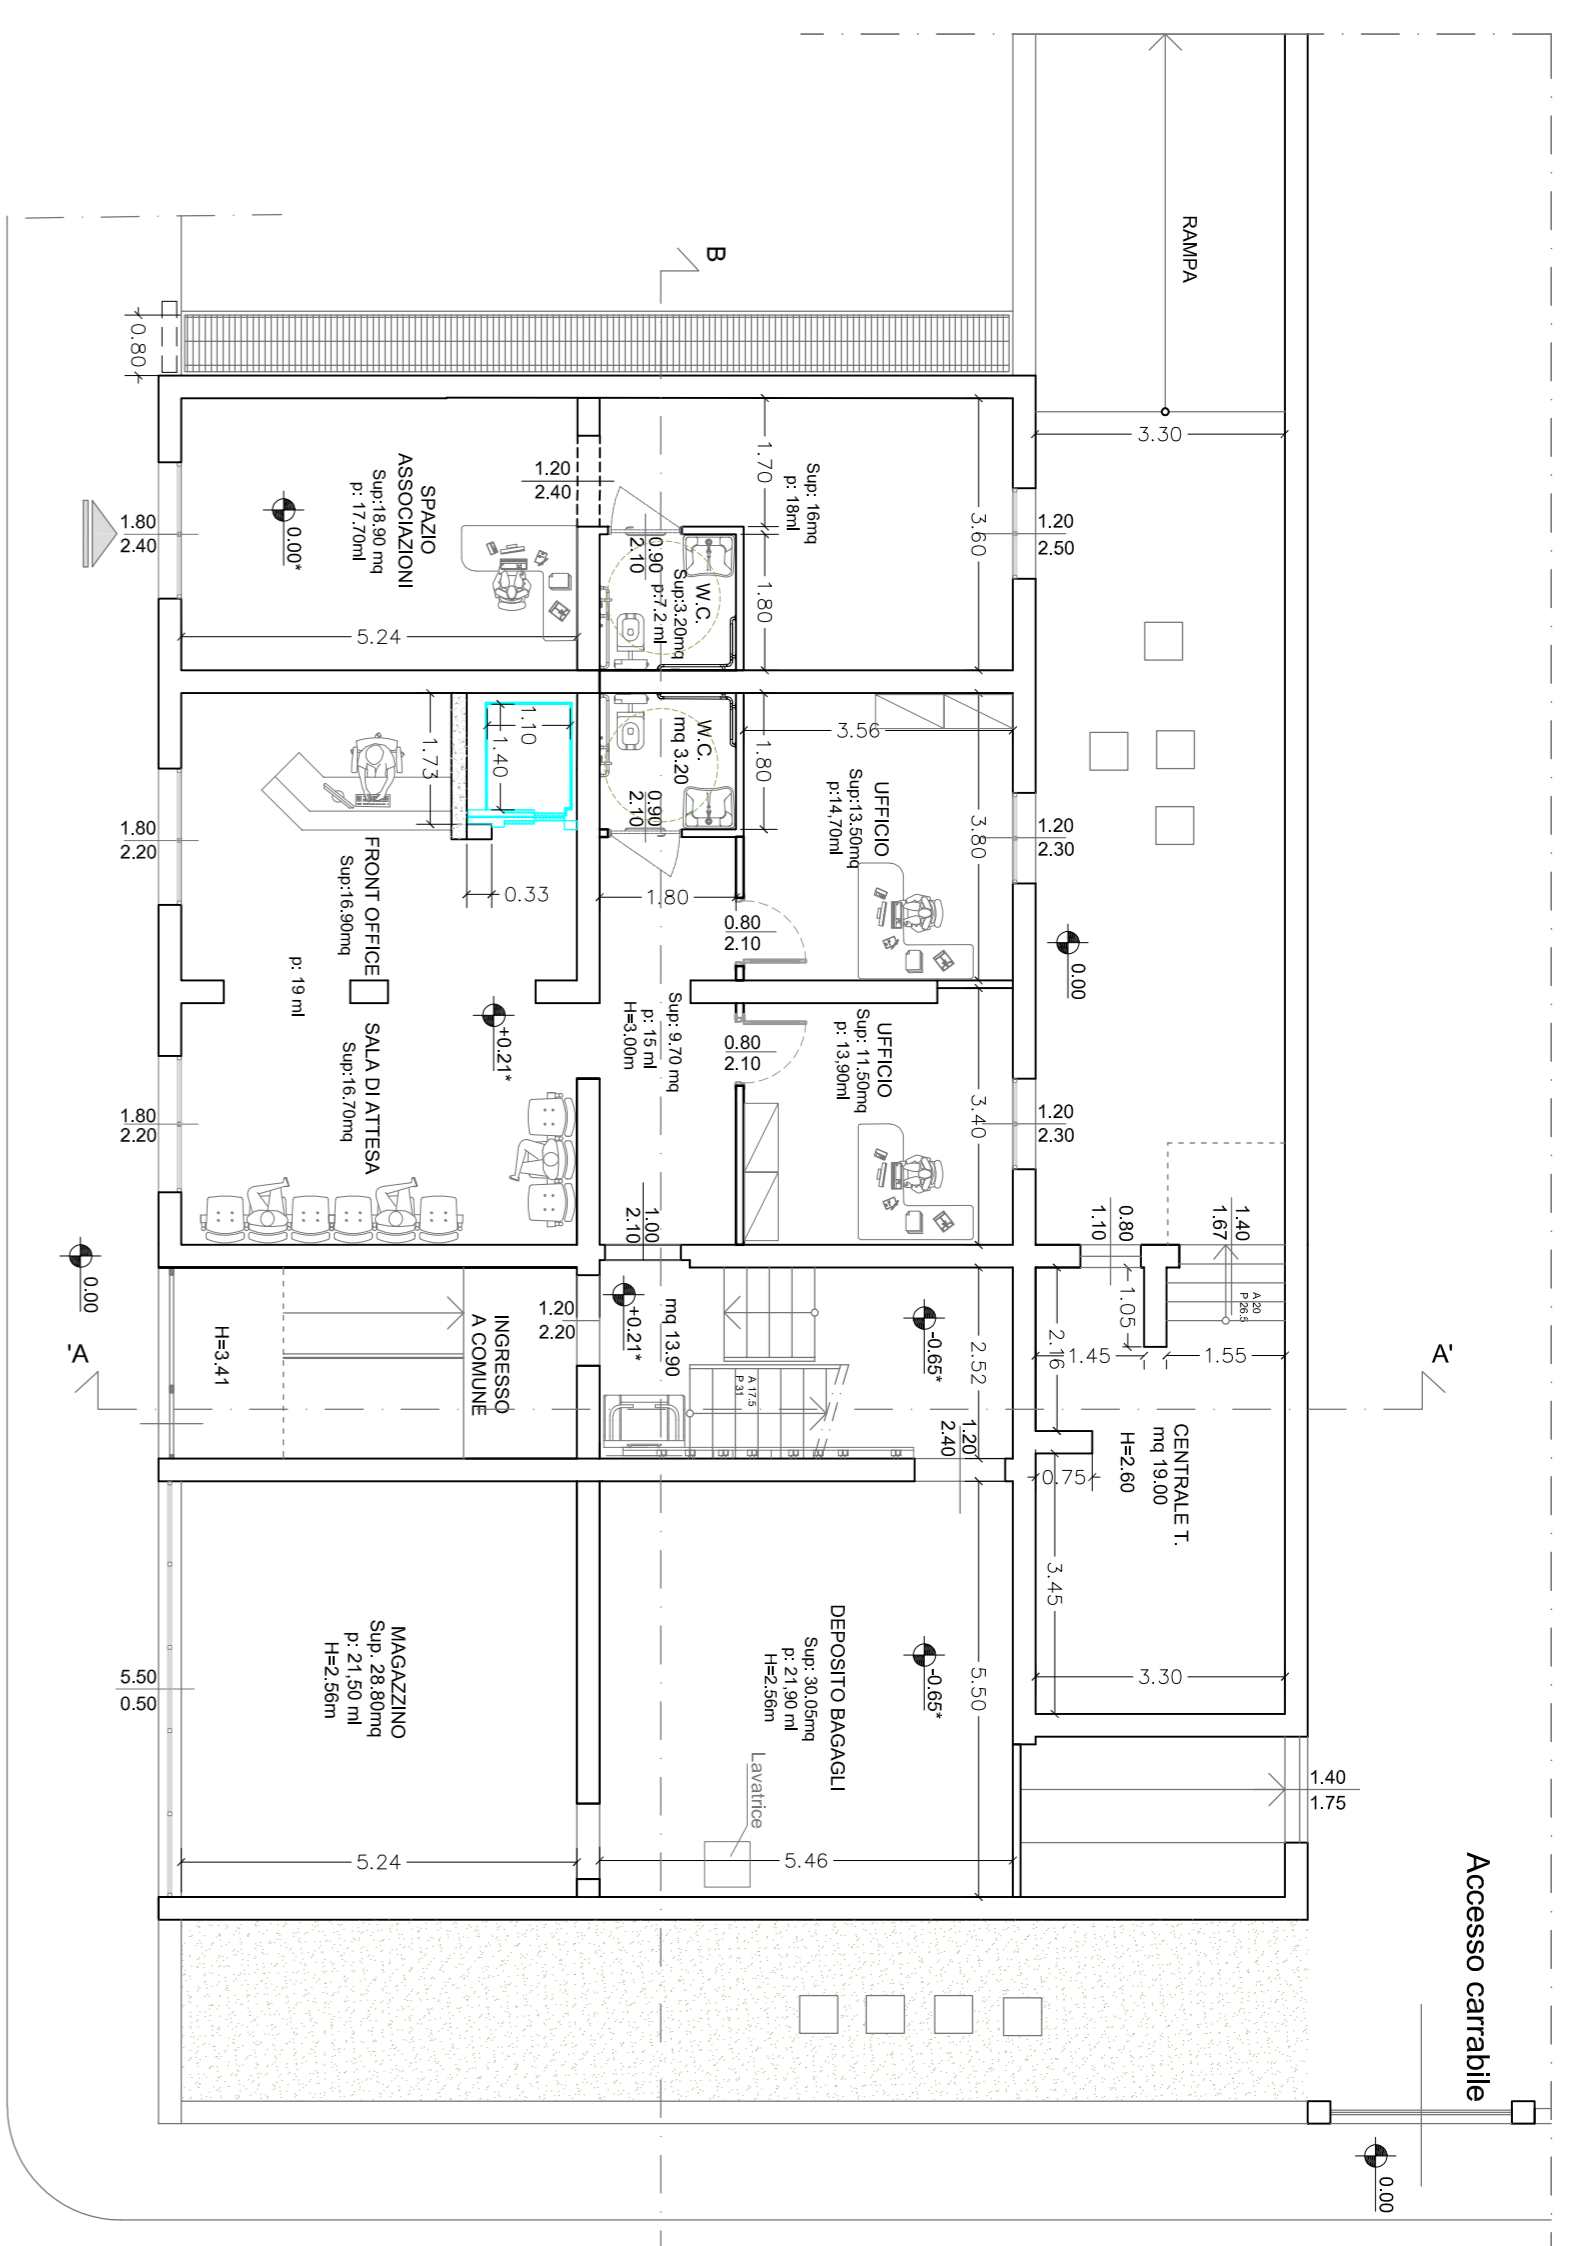 B
RAMPA
0.80
3.30
1.70
3.60
1.80
5.24
1.20
2.40
1.80
2.40
1.20
2.50
0.90
2.10
Sup: 16mq
p: 18ml
SPAZIO
ASSOCIAZIONI
Sup:18.90 mq
p: 17.70ml
0.00*
W.C.
Sup:3.20mq
p:7.2 ml
W.C.
mq 3.20
0.90
2.10
1.80
1.80
3.56
3.80
1.10
1.40
1.73
0.33
UFFICIO
Sup:13.50mq
p:14,70ml
1.20
2.30
1.80
2.20
FRONT OFFICE
Sup:16.90mq
p: 19 ml
SALA DI ATTESA
Sup:16.70mq
+0.21*
0.80
2.10
0.80
2.10
Sup: 9.70 mq
p: 15 ml
H=3.00m
UFFICIO
Sup: 11.50mq
p: 13,90ml
3.40
1.20
2.30
1.80
2.20
0.00
0.00
1.00
2.10
0.80
1.10
1.40
1.67
A 20
P 26.5
1.05
2.16
1.45
1.55
INGRESSO
A COMUNE
H=3.41
1.20
2.20
+0.21*
mq 13.90
-0.65*
2.52
A 17.5
P 31
'A
A'
1.20
2.40
0.75
CENTRALE T.
mq 19.00
H=2.60
3.45
3.30
MAGAZZINO
Sup. 28.80mq
p: 21,50 ml
H=2.56m
5.50
0.50
DEPOSITO BAGAGLI
Sup: 30.05mq
p: 21,90 ml
H=2.56m
-0.65*
5.50
Lavatrice
5.24
5.46
1.40
1.75
Accesso carrabile
0.00